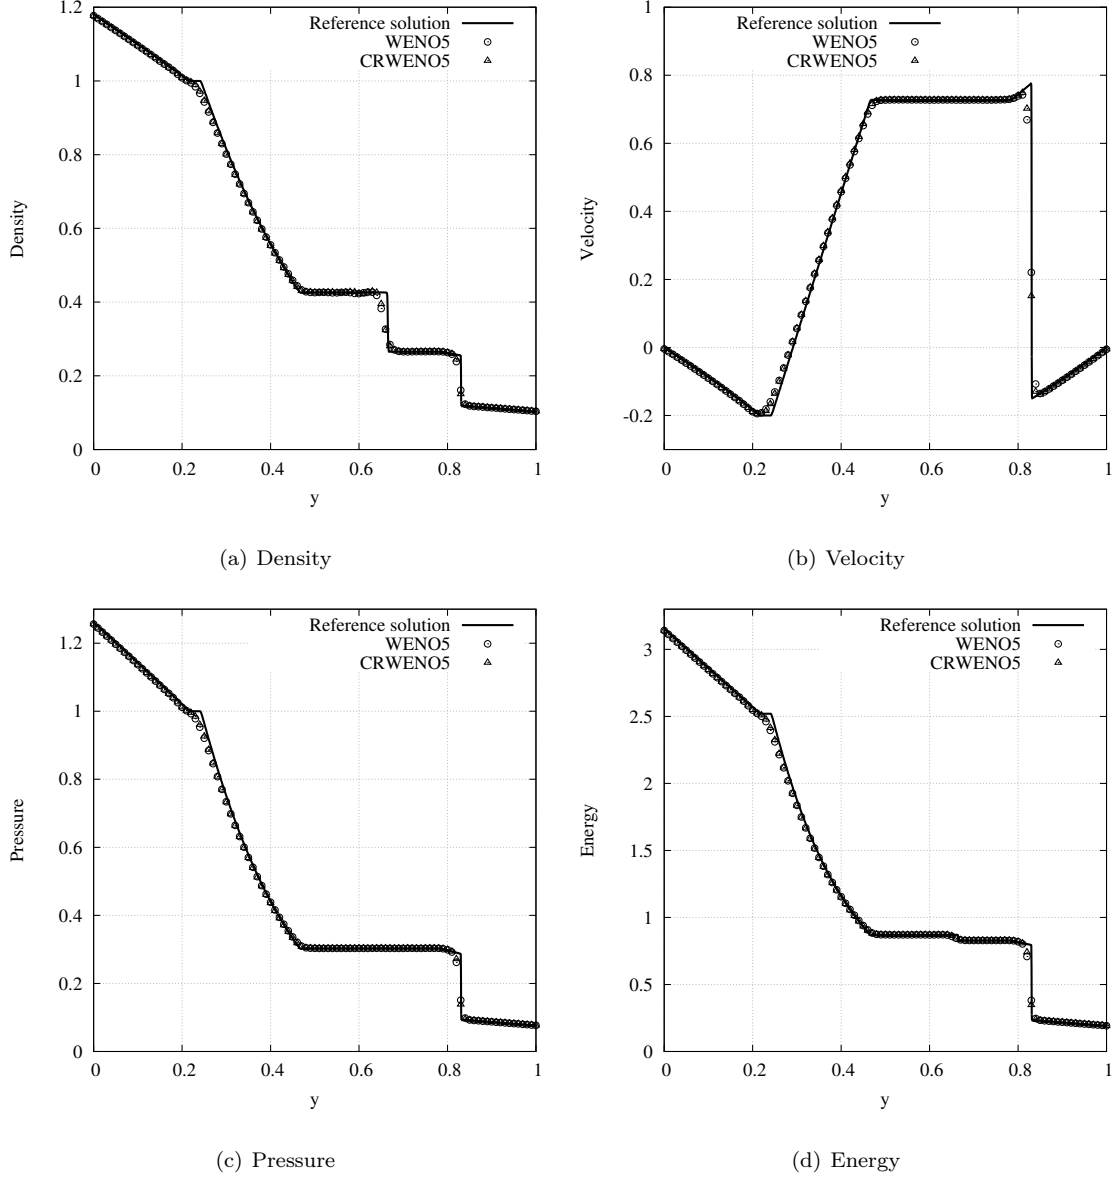 1.2
1
0.8
0.6
0.4
0.2
0
0 0.2 0.4 0.6 0.8 1
Density
y
Reference solution
WENO5
CRWENO5
(a) Density
1
0.8
0.6
0.4
0.2
0
-0.2
0 0.2 0.4 0.6 0.8 1
Velocity
y
Reference solution
WENO5
CRWENO5
(b) Velocity
1.2
1
0.8
0.6
0.4
0.2
0
0 0.2 0.4 0.6 0.8 1
Pressure
y
Reference solution
WENO5
CRWENO5
(c) Pressure
3
2.5
2
1.5
1
0.5
0
0 0.2 0.4 0.6 0.8 1
Energy
y
Reference solution
WENO5
CRWENO5
(d) Energy